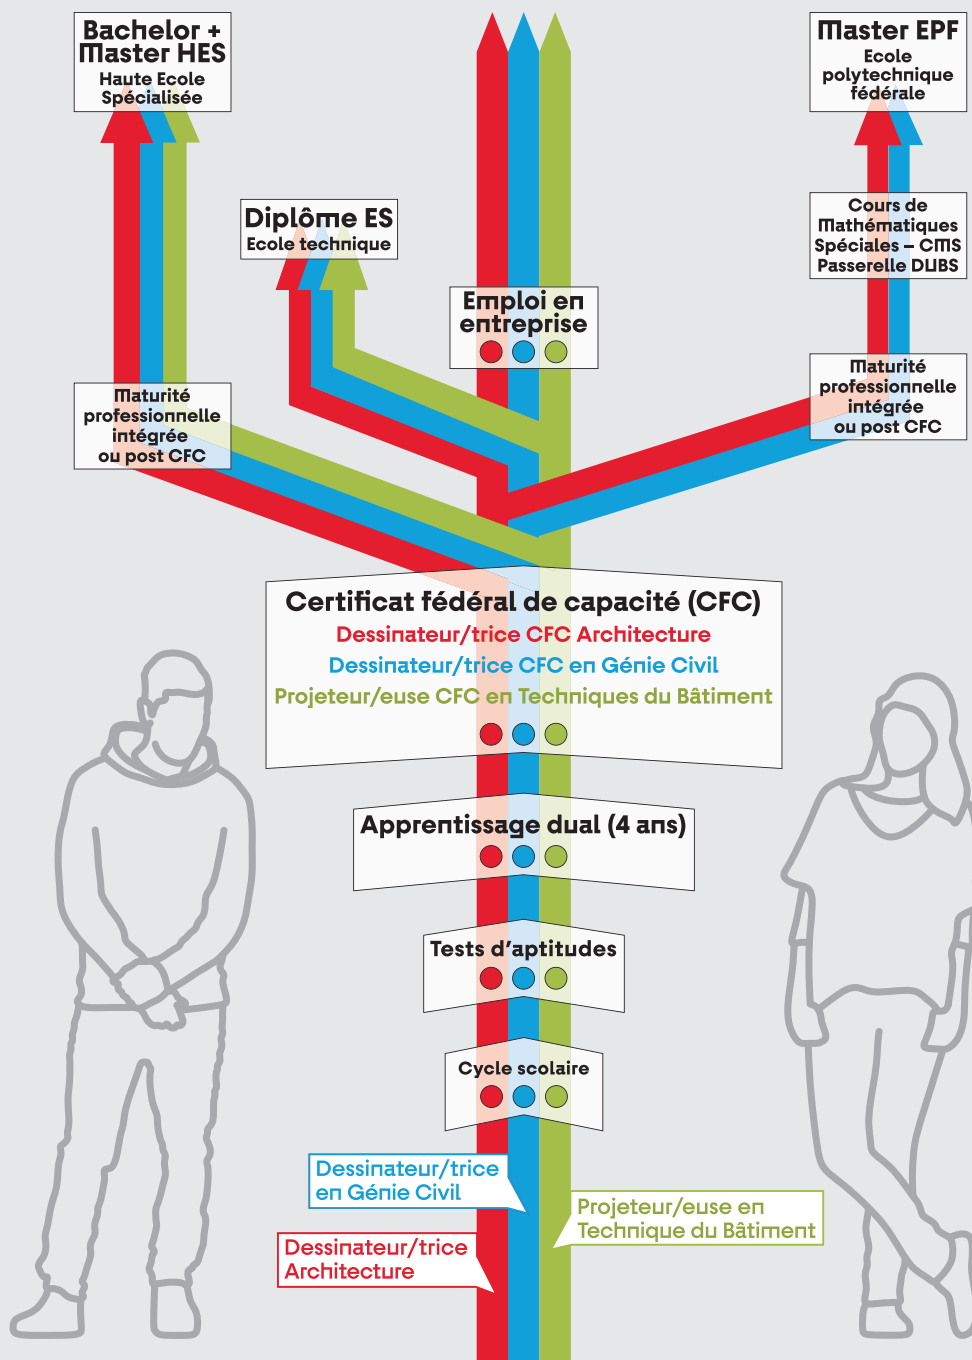 Bachelor +
Master HES
Haute Ecole
Spécialisée
Master EPF
Ecole
polytechnique
fédérale
Diplôme ES
Ecole technique
Cours de
Mathématiques
Spéciales – CMS
Passerelle DUBS
Emploi en
entreprise
Maturité
professionnelle
intégrée
ou post CFC
Maturité
professionnelle
intégrée
ou post CFC
Certificat fédéral de capacité (CFC)
Dessinateur/trice CFC Architecture
Dessinateur/trice CFC en Génie Civil
Projeteur/euse CFC en Techniques du Bâtiment
Apprentissage dual (4 ans)
Tests d’aptitudes
Cycle scolaire
Dessinateur/trice
en Génie Civil
Projeteur/euse en
Technique du Bâtiment
Dessinateur/trice
Architecture